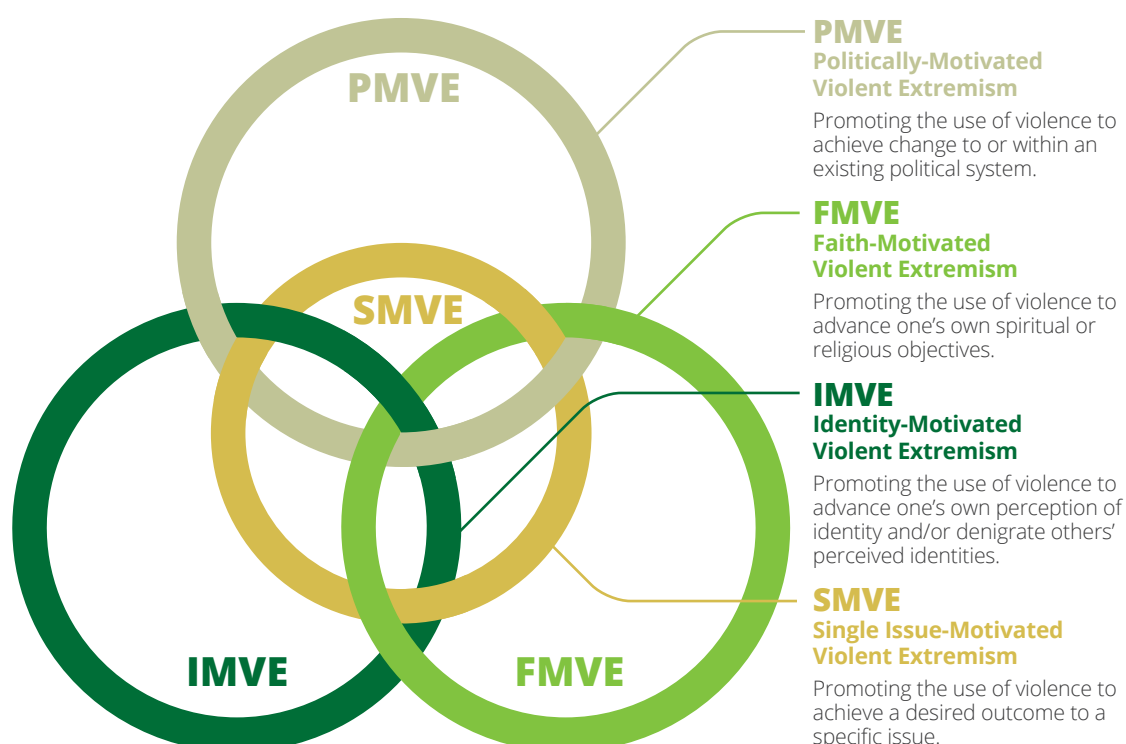 PMVE
SMVE
IMVE
FMVE
PMVE
Politically-Motivated
Violent Extremism
Promoting the use of violence to
achieve change to or within an
existing political system.
FMVE
Faith-Motivated
Violent Extremism
Promoting the use of violence to
advance one’s own spiritual or
religious objectives.
IMVE
Identity-Motivated
Violent Extremism
Promoting the use of violence to
advance one’s own perception of
identity and/or denigrate others’
perceived identities.
SMVE
Single Issue-Motivated
Violent Extremism
Promoting the use of violence to
achieve a desired outcome to a
specific issue.